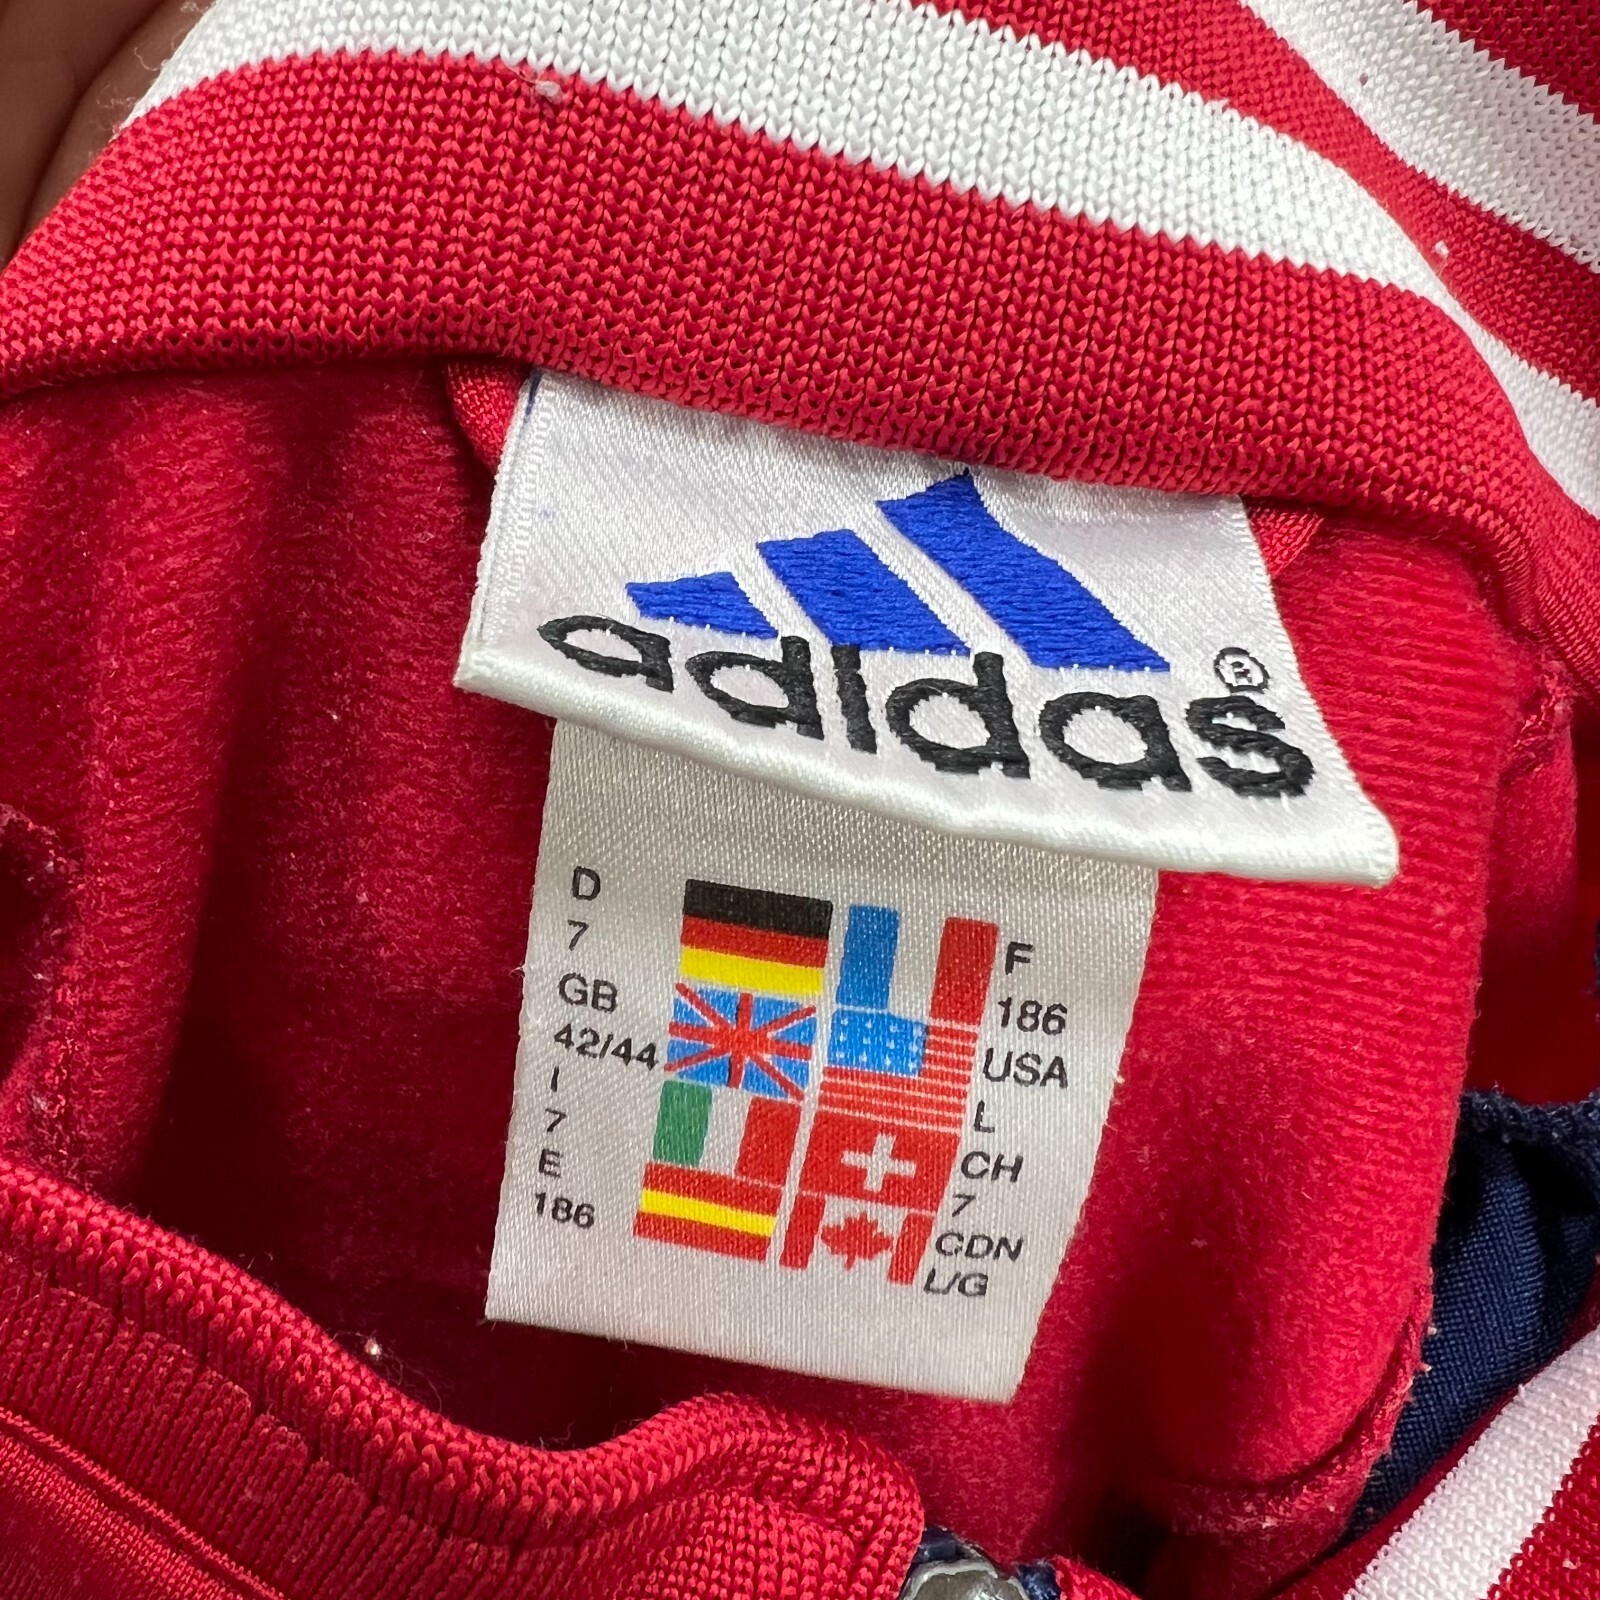 adidas®
D
7
GB
42/44
I
7
E
186
F
186
USA
L
CH
7
CDN
L/G